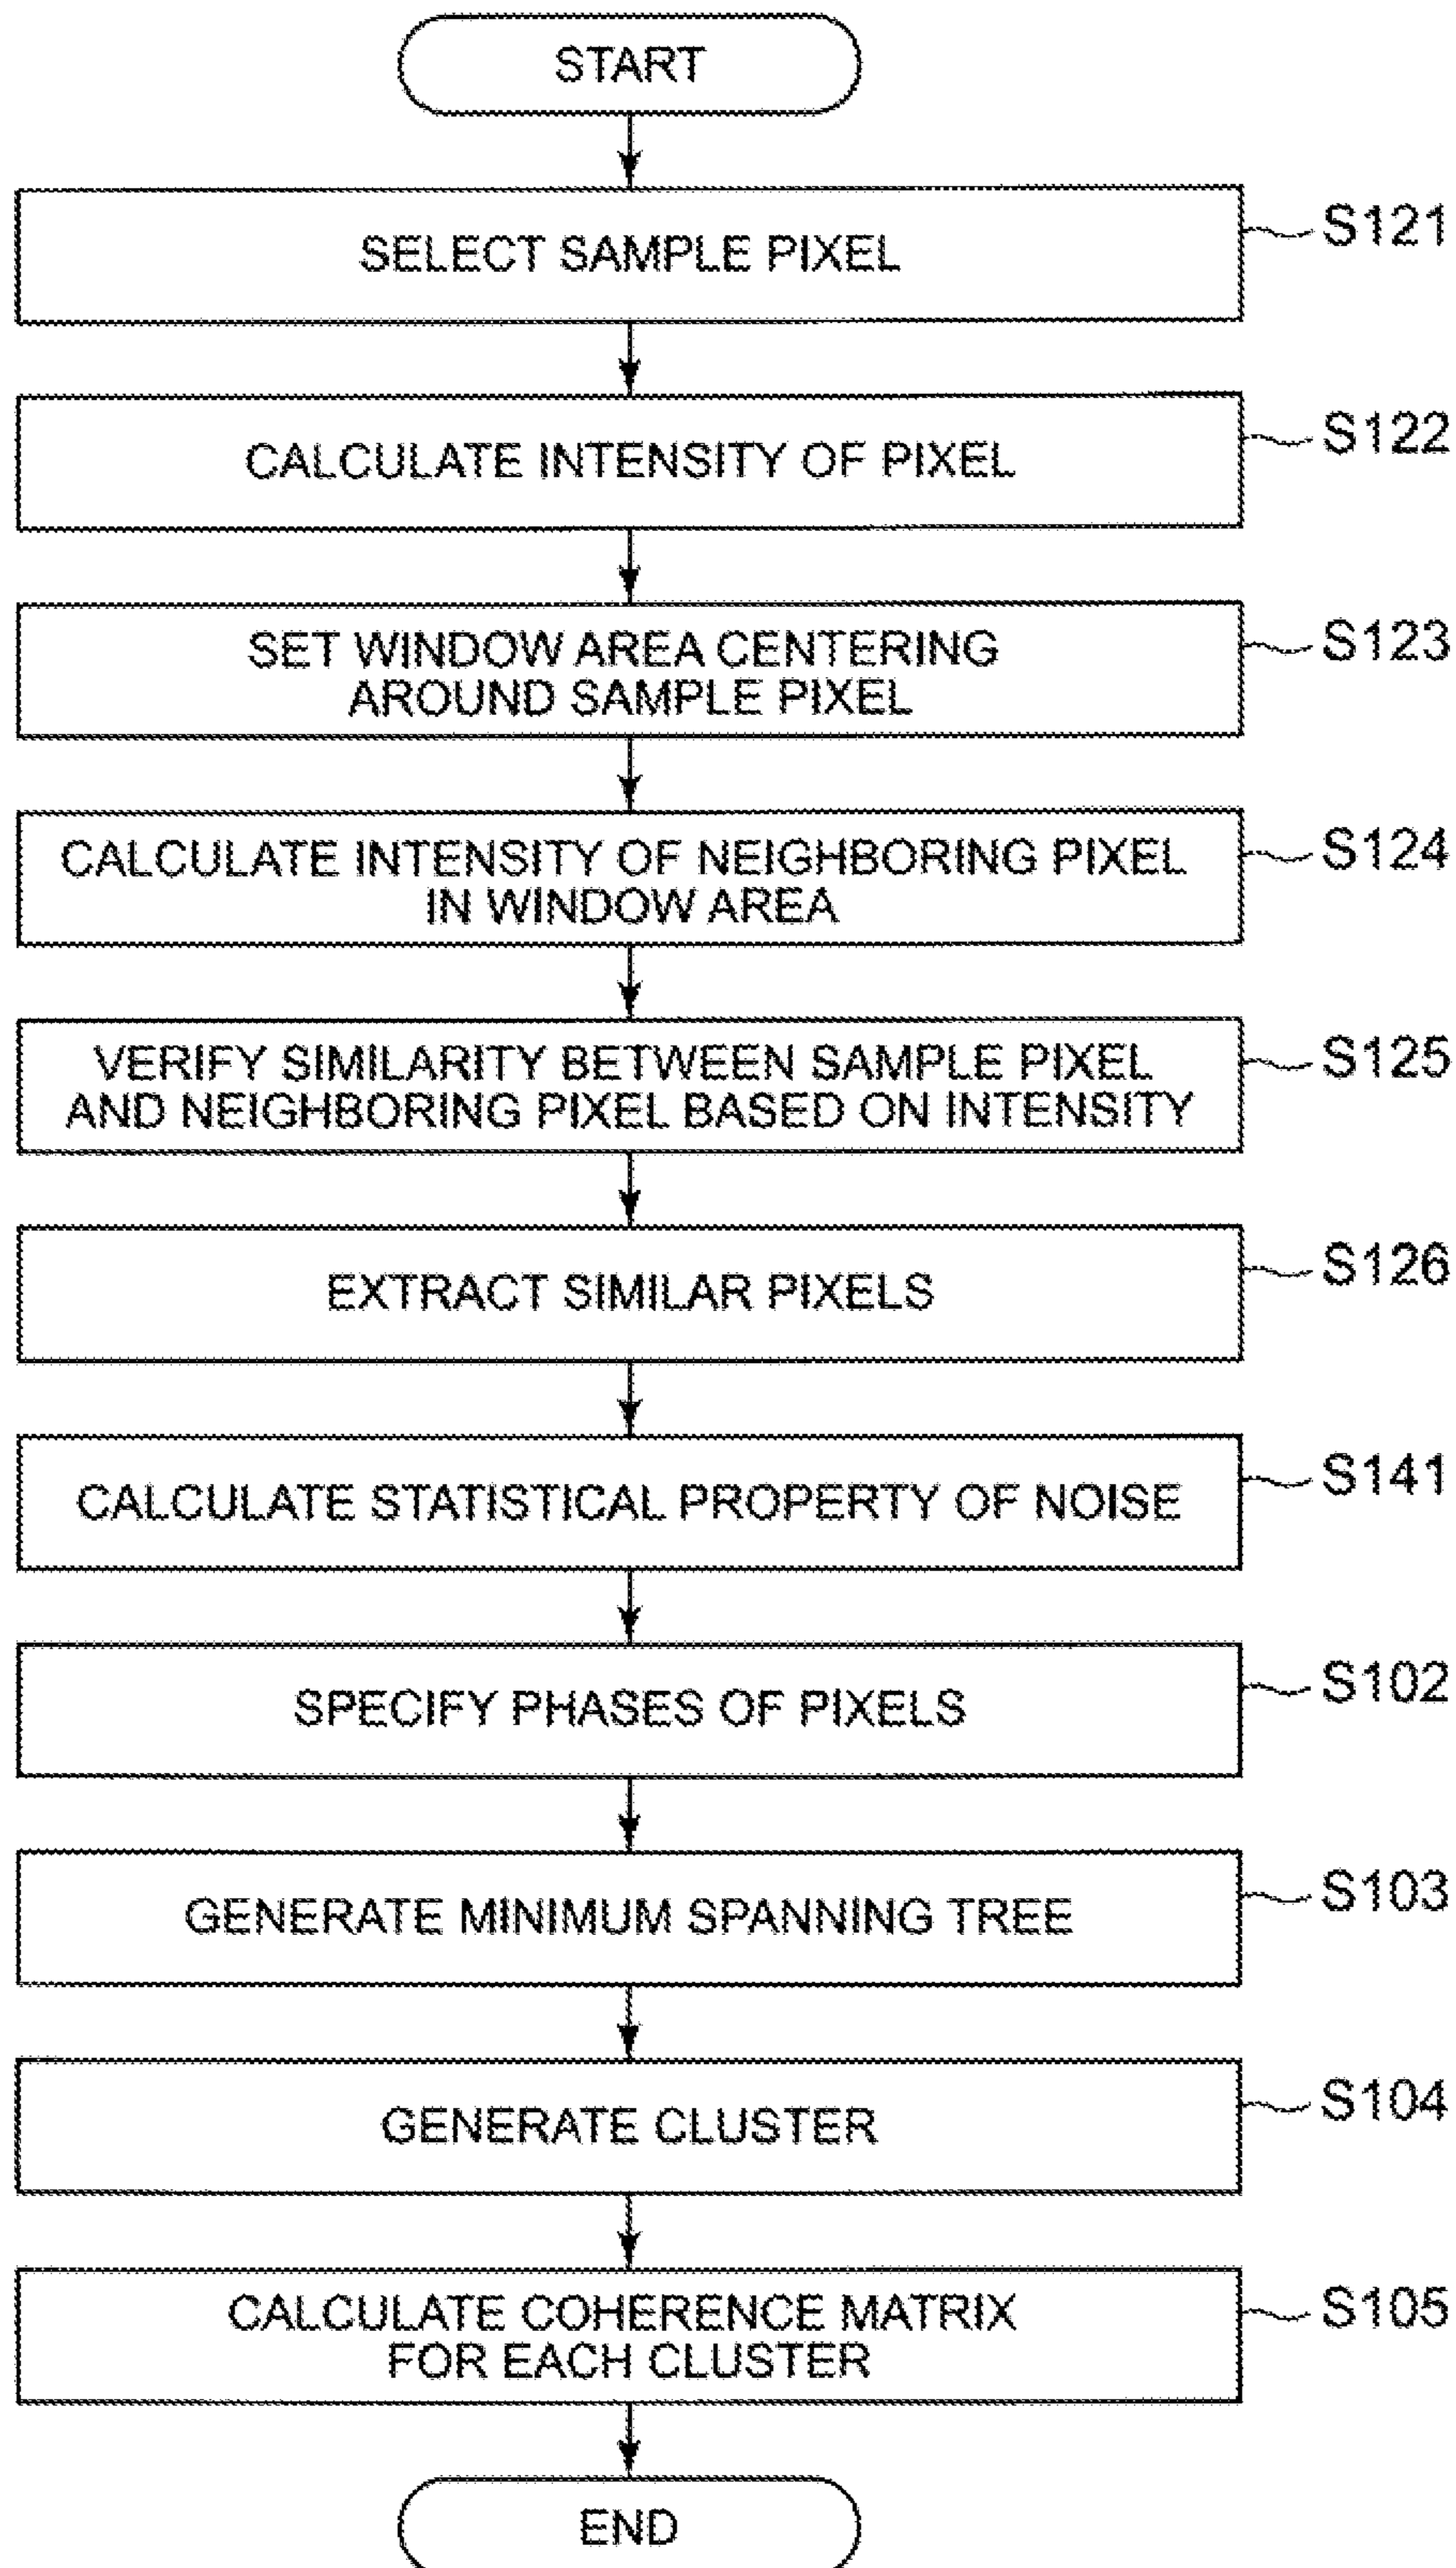 START
SELECT SAMPLE PIXEL
S121
CALCULATE INTENSITY OF PIXEL
S122
SET WINDOW AREA CENTERING
AROUND SAMPLE PIXEL
S123
CALCULATE INTENSITY OF NEIGHBORING PIXEL
IN WINDOW AREA
S124
VERIFY SIMILARITY BETWEEN SAMPLE PIXEL
AND NEIGHBORING PIXEL BASED ON INTENSITY
S125
EXTRACT SIMILAR PIXELS
S126
CALCULATE STATISTICAL PROPERTY OF NOISE
S141
SPECIFY PHASES OF PIXELS
S102
GENERATE MINIMUM SPANNING TREE
S103
GENERATE CLUSTER
S104
CALCULATE COHERENCE MATRIX
FOR EACH CLUSTER
S105
END